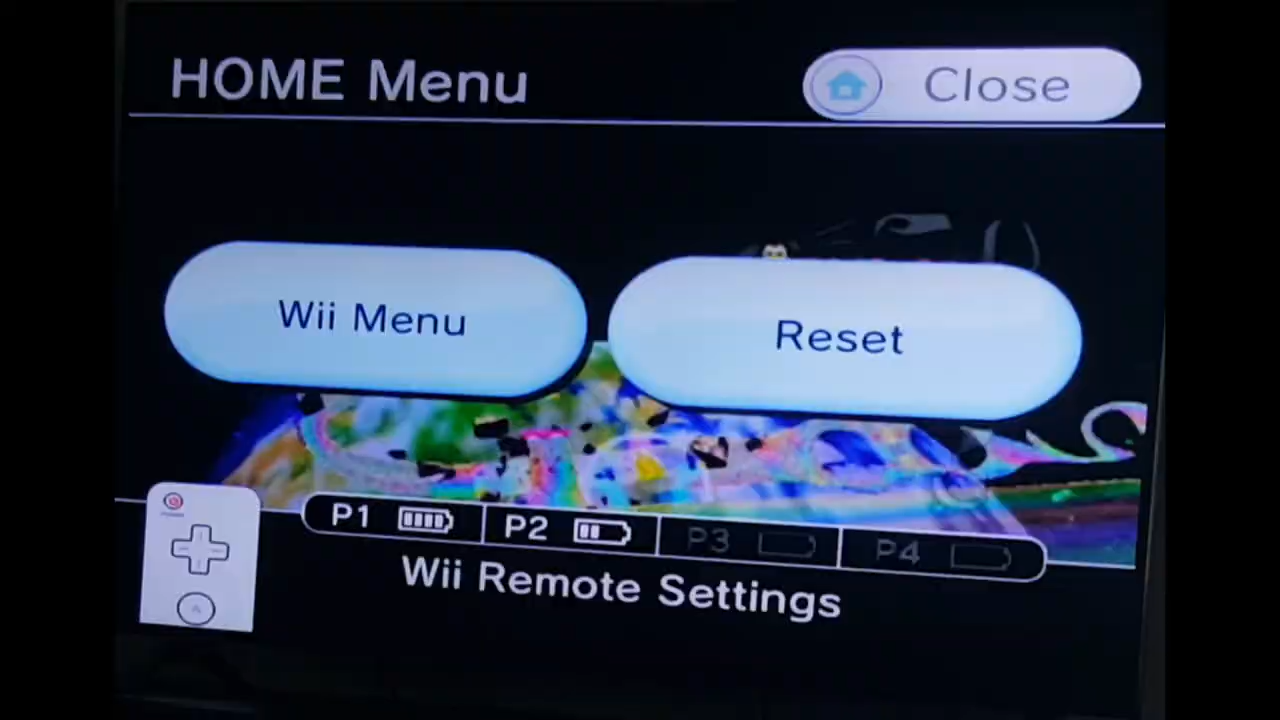 HOME Menu
Close
Wii Menu
Reset
P1 P2 P3 P4
Wii Remote Settings